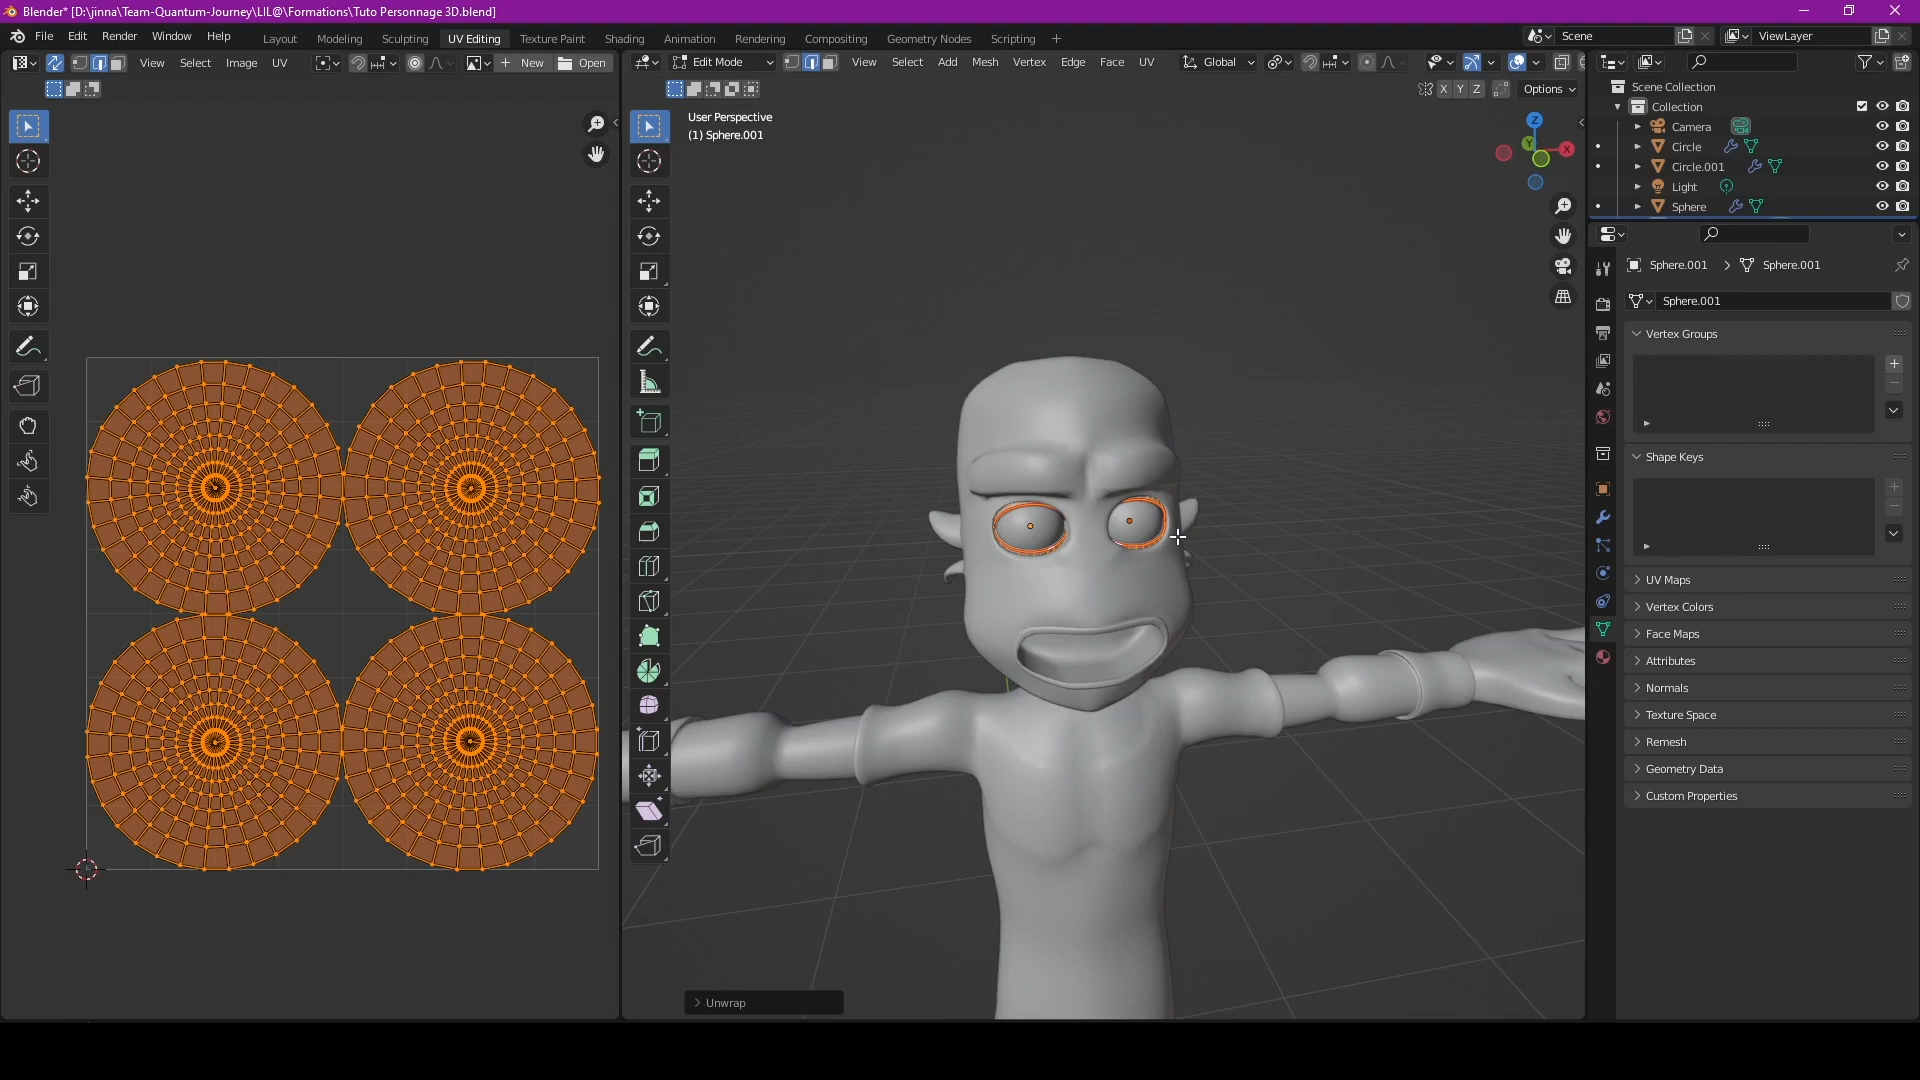 Blender* [D:\jinna\Team-Quantum-Journey\LIL@\Formations\Tuto Personnage 3D.blend]
File Edit Render Window Help Layout Modeling Sculpting UV Editing Texture Paint Shading Animation Rendering Compositing Geometry Nodes Scripting + Scene ViewLayer
View Select Image UV New Open Edit Mode View Select Add Mesh Vertex Edge Face UV Global
X Y Z Options
User Perspective
(1) Sphere.001
Z
Y
X
Scene Collection
Collection
Camera
Circle
Circle.001
Light
Sphere
Sphere.001 > Sphere.001
Sphere.001
Vertex Groups
Shape Keys
UV Maps
Vertex Colors
Face Maps
Attributes
Normals
Texture Space
Remesh
Geometry Data
Custom Properties
Unwrap